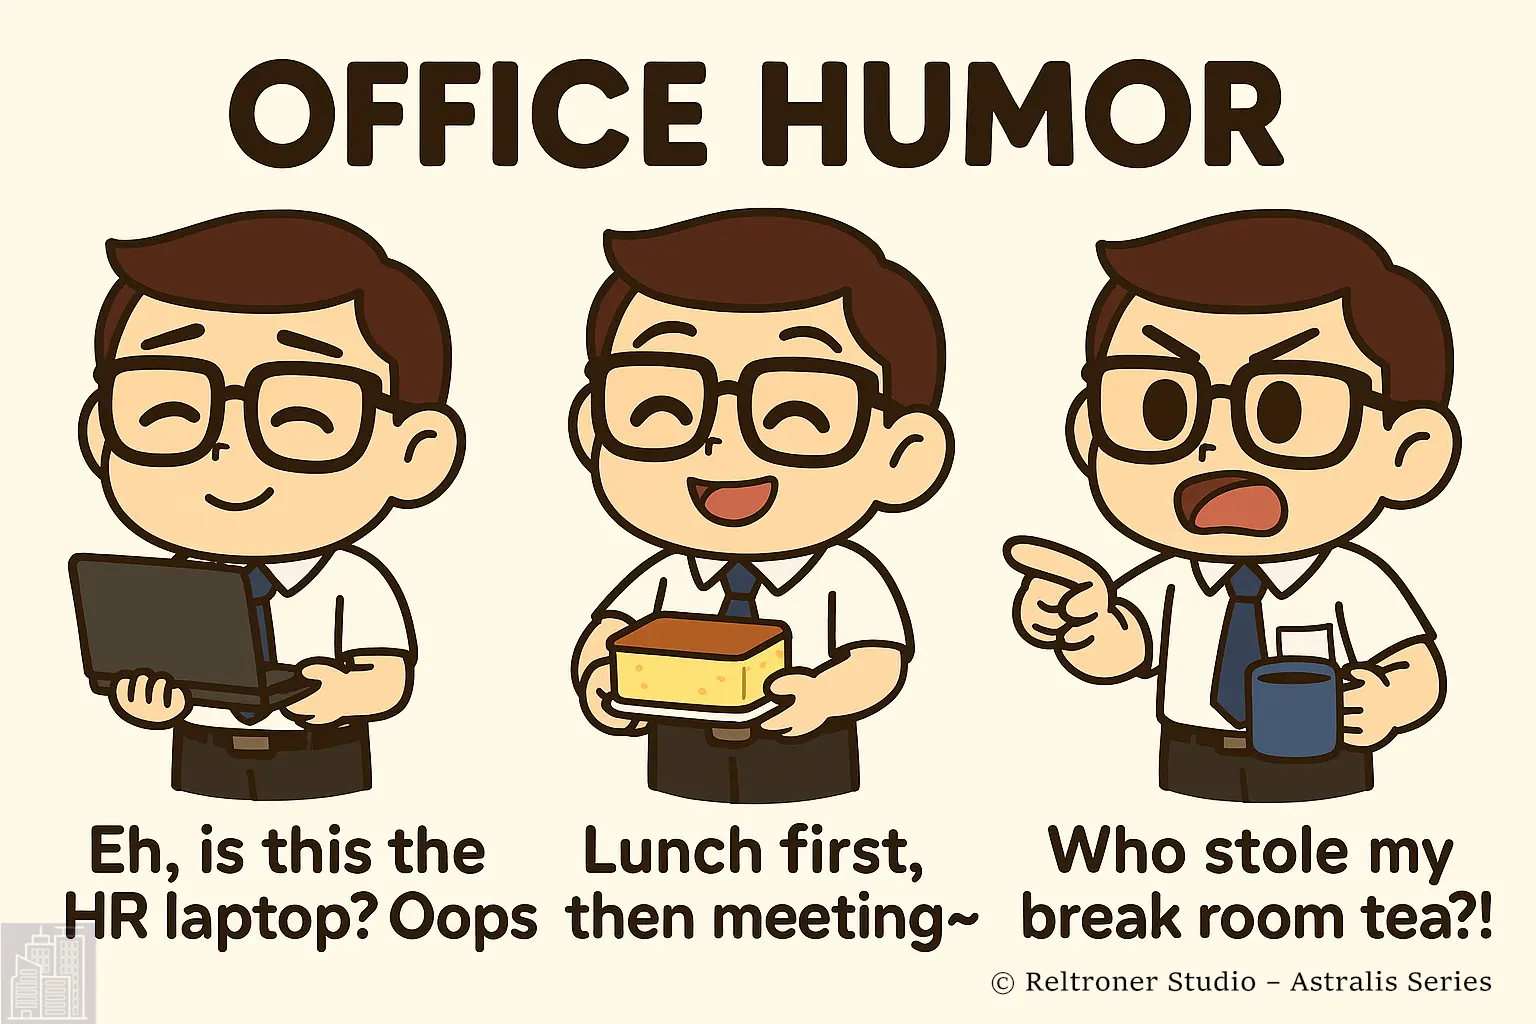 OFFICE HUMOR
Eh, is this the
HR laptop? Oops
Lunch first,
then meeting~
Who stole my
break room tea?!
© Reltroner Studio – Astralis Series